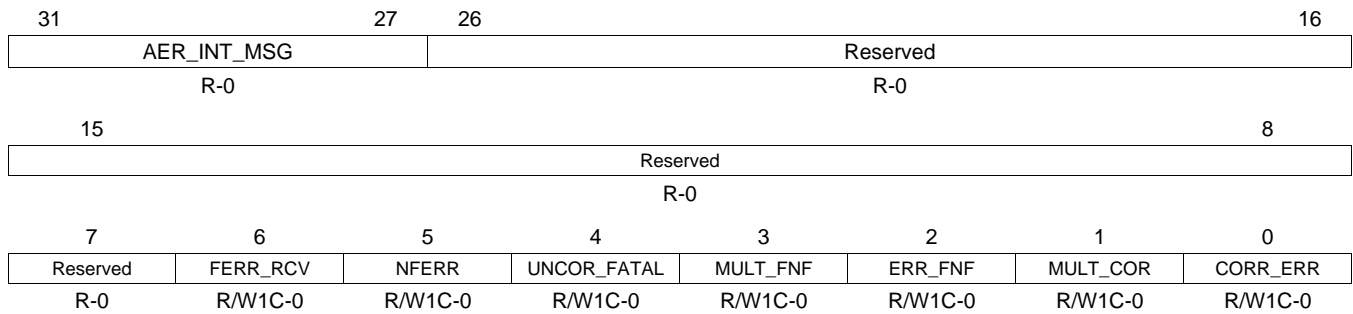 31 27 26 16
AER_INT_MSG Reserved
R-0 R-0
15 8
Reserved
R-0
7 6 5 4 3 2 1 0
Reserved FERR_RCV NFERR UNCOR_FATAL MULT_FNF ERR_FNF MULT_COR CORR_ERR
R-0 R/W1C-0 R/W1C-0 R/W1C-0 R/W1C-0 R/W1C-0 R/W1C-0 R/W1C-0